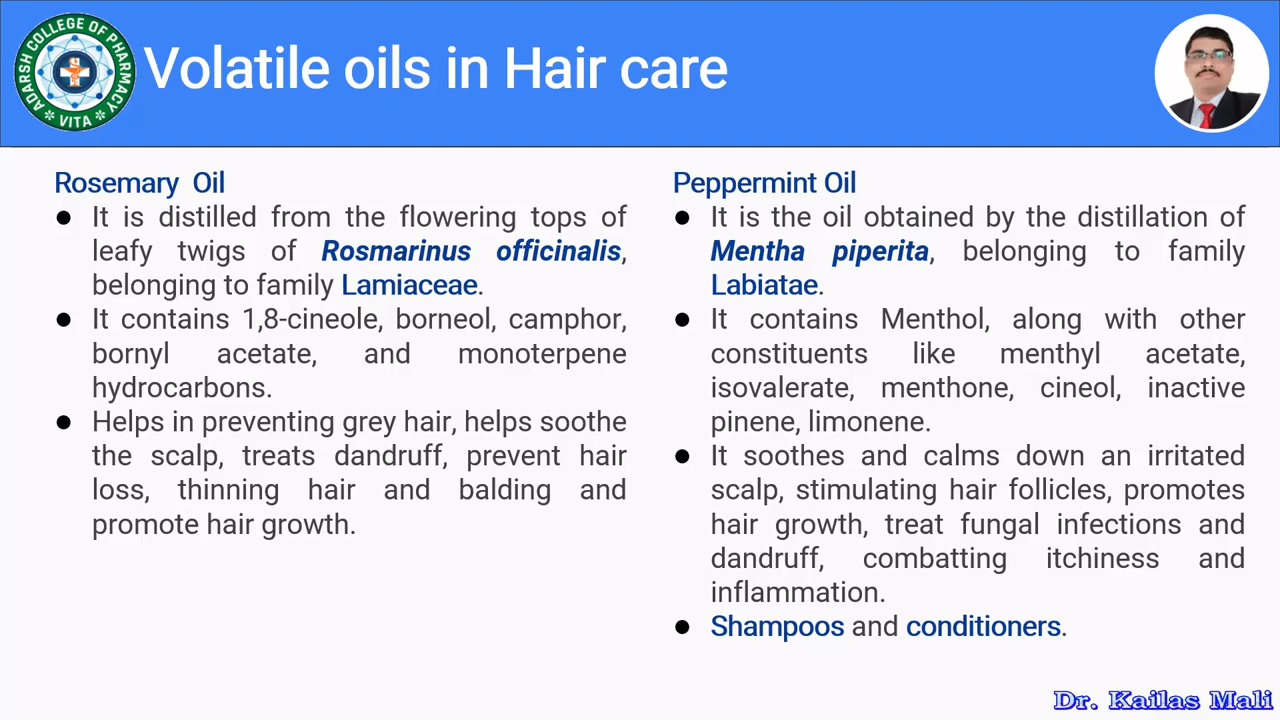 ADARSH COLLEGE OF PHARMACY
VITA
Volatile oils in Hair care
Rosemary Oil
● It is distilled from the flowering tops of
leafy twigs of Rosmarinus officinalis,
belonging to family Lamiaceae.
● It contains 1,8-cineole, borneol, camphor,
bornyl acetate, and monoterpene
hydrocarbons.
● Helps in preventing grey hair, helps soothe
the scalp, treats dandruff, prevent hair
loss, thinning hair and balding and
promote hair growth.
Peppermint Oil
● It is the oil obtained by the distillation of
Mentha piperita, belonging to family
Labiatae.
● It contains Menthol, along with other
constituents like menthyl acetate,
isovalerate, menthone, cineol, inactive
pinene, limonene.
● It soothes and calms down an irritated
scalp, stimulating hair follicles, promotes
hair growth, treat fungal infections and
dandruff, combatting itchiness and
inflammation.
● Shampoos and conditioners.
Dr. Kailas Mali